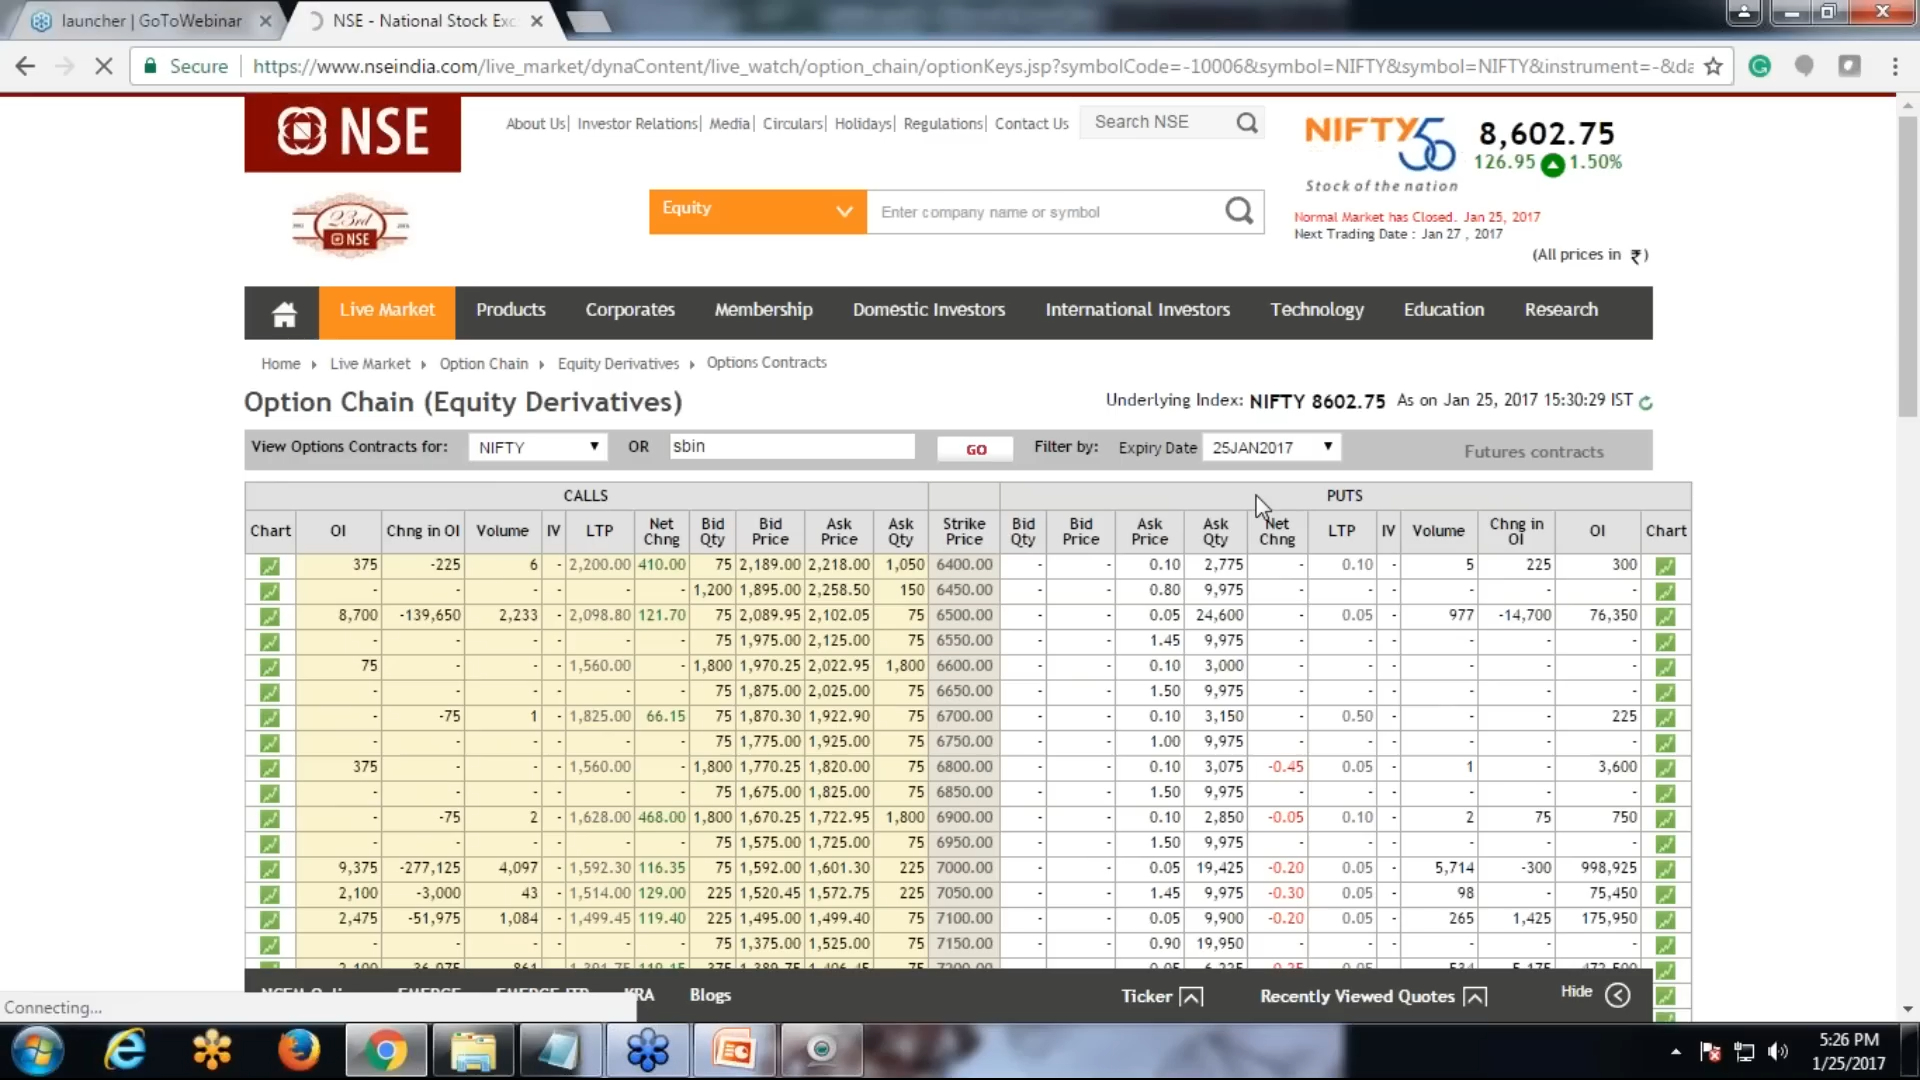 launcher | GoToWebinar
NSE - National Stock Exc
Secure
https://www.nseindia.com/live_market/dynaContent/live_watch/option_chain/optionKeys.jsp?symbolCode=-10006&symbol=NIFTY&symbol=NIFTY&instrument=-&da
NSE
About Us| Investor Relations| Media| Circulars| Holidays| Regulations| Contact Us
Search NSE
NIFTY 50
Stock of the nation
8,602.75
126.95 1.50%
23rd
NSE
Equity
Enter company name or symbol
Normal Market has Closed. Jan 25, 2017
Next Trading Date : Jan 27 , 2017
(All prices in ₹)
Live Market Products Corporates Membership Domestic Investors International Investors Technology Education Research
Home Live Market Option Chain Equity Derivatives Options Contracts
Option Chain (Equity Derivatives)
Underlying Index: NIFTY 8602.75 As on Jan 25, 2017 15:30:29 IST
View Options Contracts for: NIFTY OR sbin GO Filter by: Expiry Date 25JAN2017 Futures contracts
CALLS PUTS
Chart OI Chng in OI Volume IV LTP Net Chng Bid Qty Bid Price Ask Price Ask Qty Strike Price Bid Qty Bid Price Ask Price Ask Qty Net Chng LTP IV Volume Chng in OI OI Chart
375 -225 6 - 2,200.00 410.00 75 2,189.00 2,218.00 1,050 6400.00 - - 0.10 2,775 - 0.10 - 5 225 300
- - - - - - 1,200 1,895.00 2,258.50 150 6450.00 - - 0.80 9,975 - - - - - -
8,700 -139,650 2,233 - 2,098.80 121.70 75 2,089.95 2,102.05 75 6500.00 - - 0.05 24,600 - 0.05 - 977 -14,700 76,350
- - - - - - 75 1,975.00 2,125.00 75 6550.00 - - 1.45 9,975 - - - - - -
75 - - - 1,560.00 - 1,800 1,970.25 2,022.95 1,800 6600.00 - - 0.10 3,000 - - - - - -
- - - - - - 75 1,875.00 2,025.00 75 6650.00 - - 1.50 9,975 - - - - - -
- -75 1 - 1,825.00 66.15 75 1,870.30 1,922.90 75 6700.00 - - 0.10 3,150 - 0.50 - - - 225
- - - - - - 75 1,775.00 1,925.00 75 6750.00 - - 1.00 9,975 - - - - - -
375 - - - 1,560.00 - 1,800 1,770.25 1,820.00 75 6800.00 - - 0.10 3,075 -0.45 0.05 - 1 - 3,600
- - - - - - 75 1,675.00 1,825.00 75 6850.00 - - 1.50 9,975 - - - - - -
- -75 2 - 1,628.00 468.00 1,800 1,670.25 1,722.95 1,800 6900.00 - - 0.10 2,850 -0.05 0.10 - 2 75 750
- - - - - - 75 1,575.00 1,725.00 75 6950.00 - - 1.50 9,975 - - - - - -
9,375 -277,125 4,097 - 1,592.30 116.35 75 1,592.00 1,601.30 225 7000.00 - - 0.05 19,425 -0.20 0.05 - 5,714 -300 998,925
2,100 -3,000 43 - 1,514.00 129.00 225 1,520.45 1,572.75 225 7050.00 - - 1.45 9,975 -0.30 0.05 - 98 - 75,450
2,475 -51,975 1,084 - 1,499.45 119.40 225 1,495.00 1,499.40 75 7100.00 - - 0.05 9,900 -0.20 0.05 - 265 1,425 175,950
- - - - - - 75 1,375.00 1,525.00 75 7150.00 - - 0.90 19,950 - - - - - -
Blogs Ticker Recently Viewed Quotes Hide
Connecting...
5:26 PM
1/25/2017